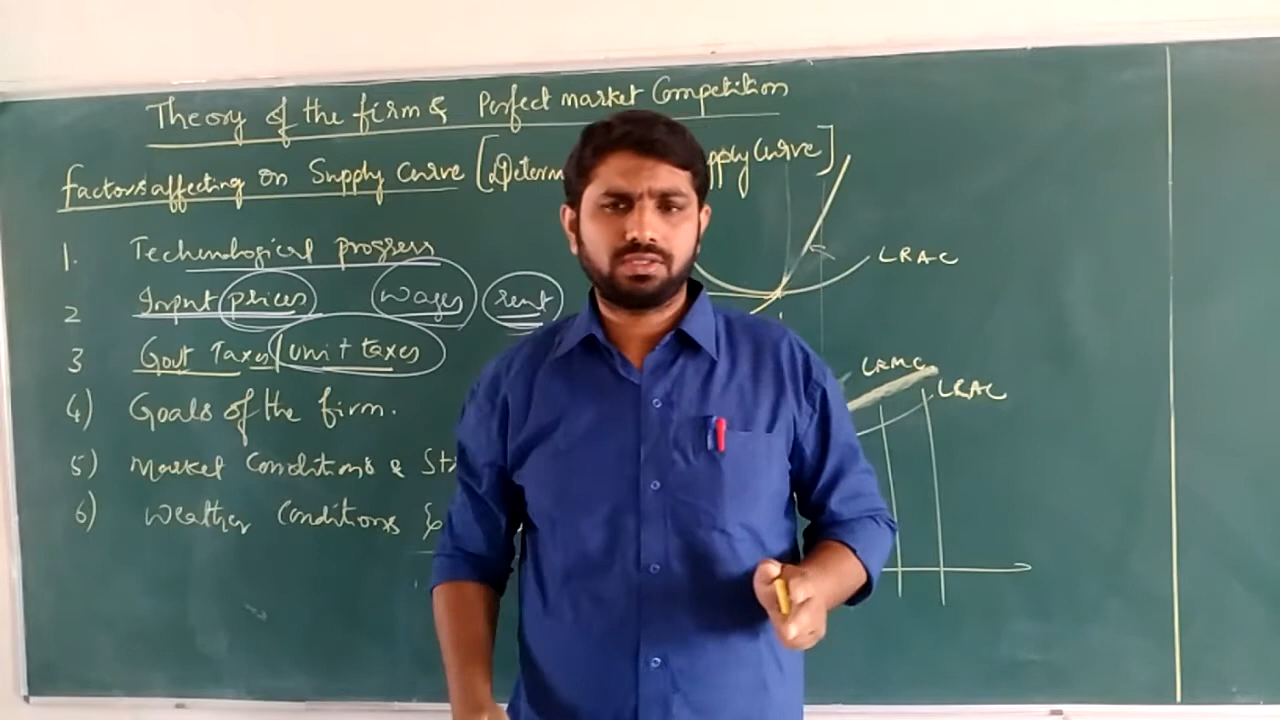 Theory of the firm & Perfect market Competition
factors affecting on Supply curve [Determ pply Curve]
1. Technological progress
2 Input prices wages rent
3 Govt Taxes/unit taxes
4) Goals of the firm.
5) Market Conditions & St
6) Weather Conditions &
LRAC
LRMC
LRAC